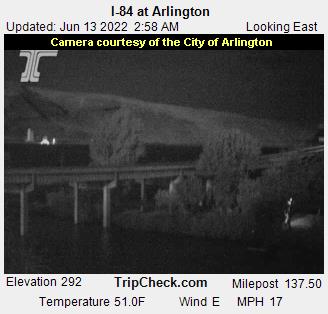 I-84 at Arlington
Updated: Jun 13 2022 2:58 AM Looking East
Camera courtesy of the City of Arlington
Elevation 292 TripCheck.com Milepost 137.50
Temperature 51.0F Wind E MPH 17